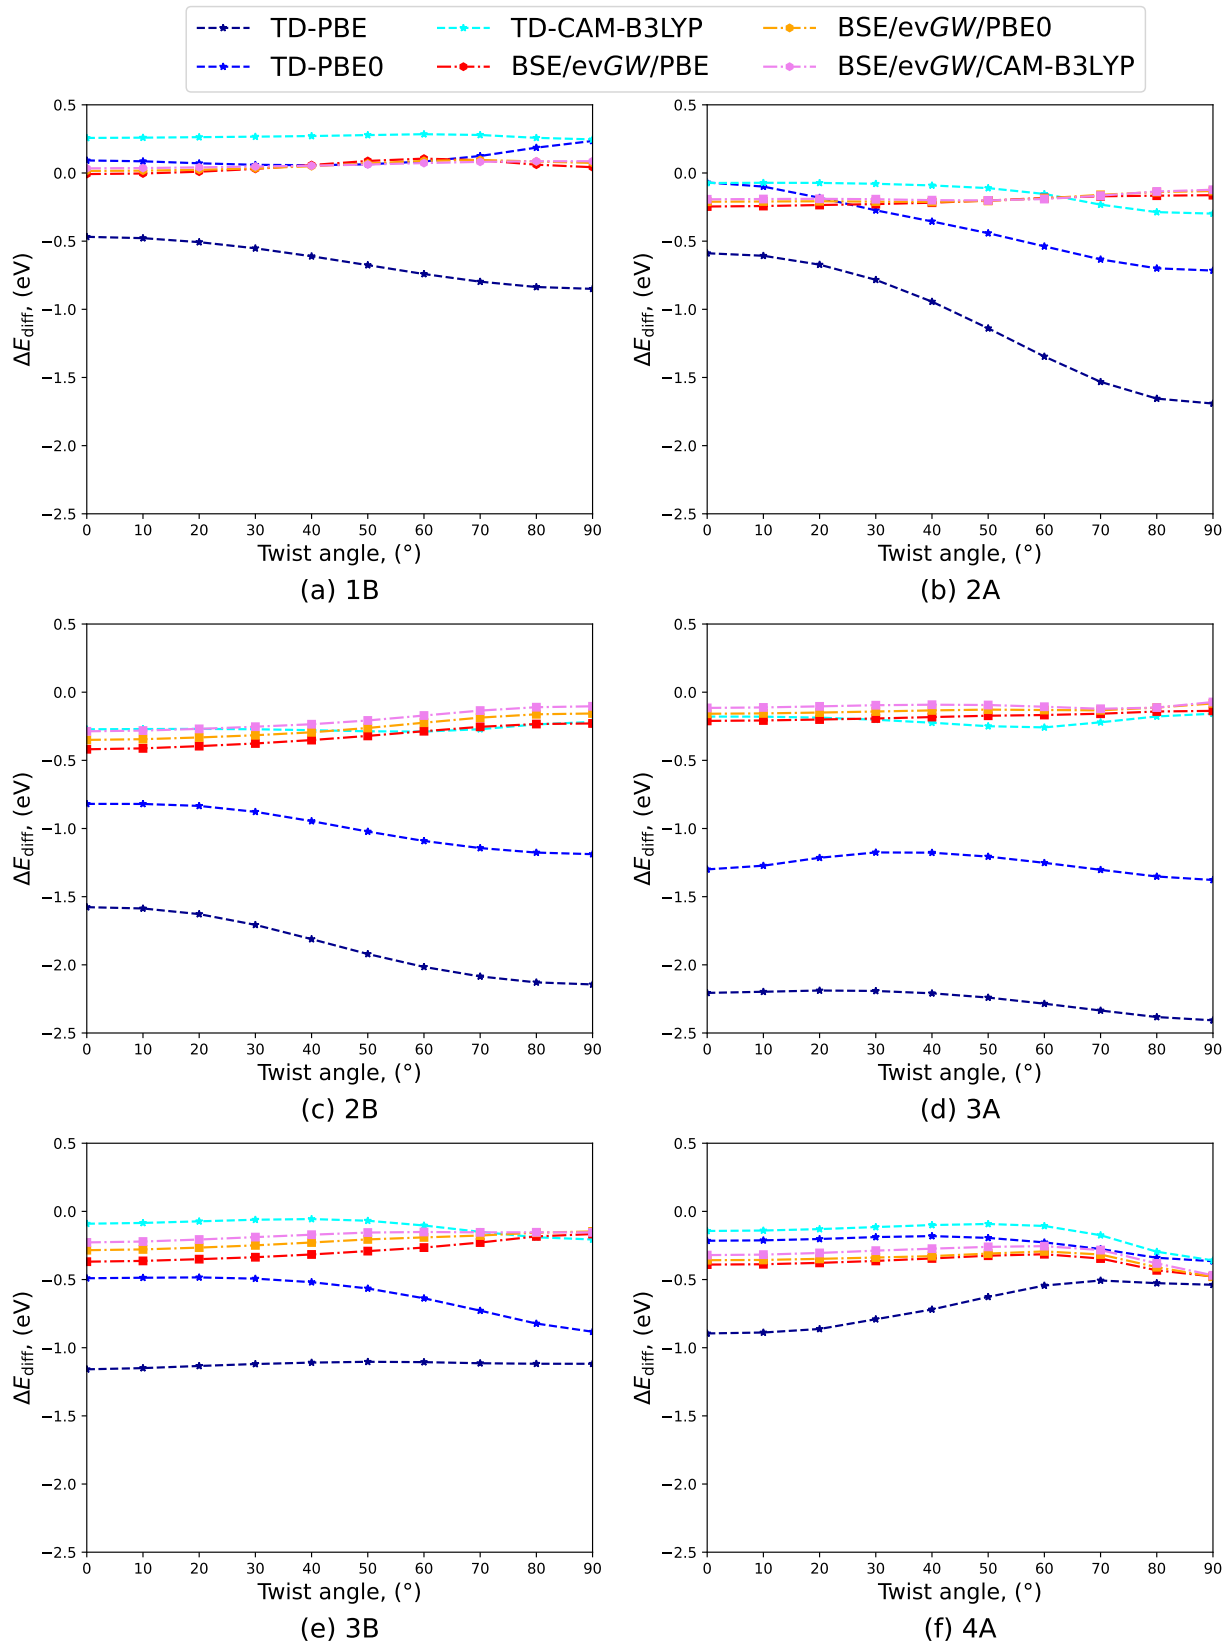 TD-PBE TD-CAM-B3LYP BSE/evGW/PBE0
TD-PBE0 BSE/evGW/PBE BSE/evGW/CAM-B3LYP
0.5 0.0 −0.5 −1.0 −1.5 −2.0 −2.5
ΔE_diff, (eV)
0 10 20 30 40 50 60 70 80 90
Twist angle, (°)
(a) 1B
0.5 0.0 −0.5 −1.0 −1.5 −2.0 −2.5
ΔE_diff, (eV)
0 10 20 30 40 50 60 70 80 90
Twist angle, (°)
(b) 2A
0.5 0.0 −0.5 −1.0 −1.5 −2.0 −2.5
ΔE_diff, (eV)
0 10 20 30 40 50 60 70 80 90
Twist angle, (°)
(c) 2B
0.5 0.0 −0.5 −1.0 −1.5 −2.0 −2.5
ΔE_diff, (eV)
0 10 20 30 40 50 60 70 80 90
Twist angle, (°)
(d) 3A
0.5 0.0 −0.5 −1.0 −1.5 −2.0 −2.5
ΔE_diff, (eV)
0 10 20 30 40 50 60 70 80 90
Twist angle, (°)
(e) 3B
0.5 0.0 −0.5 −1.0 −1.5 −2.0 −2.5
ΔE_diff, (eV)
0 10 20 30 40 50 60 70 80 90
Twist angle, (°)
(f) 4A